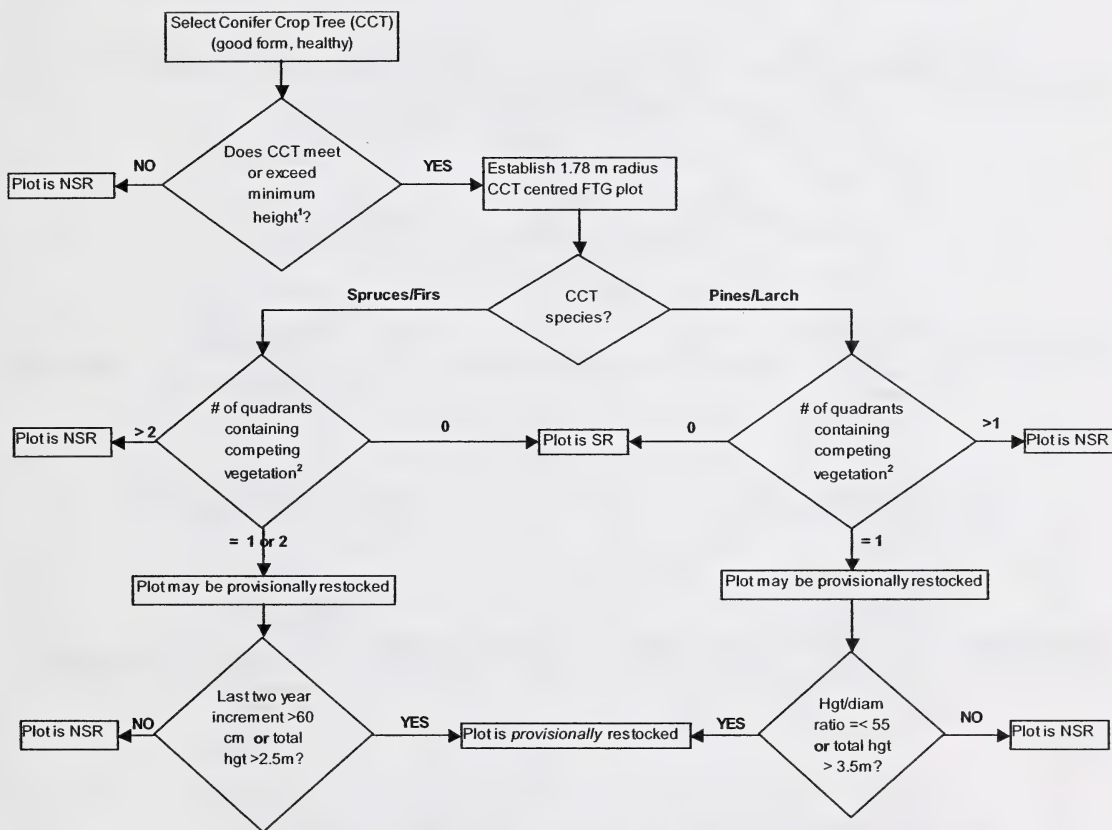 Select Conifer Crop Tree (CCT)
(good form, healthy)
Does CCT meet
or exceed
minimum
height¹?
NO
YES
Plot is NSR
Establish 1.78 m radius
CCT centred FTG plot
CCT
species?
Spruces/Firs
Pines/Larch
# of quadrants
containing
competing
vegetation²
> 2
Plot is NSR
0
Plot is SR
0
# of quadrants
containing
competing
vegetation²
>1
Plot is NSR
= 1 or 2
= 1
Plot may be provisionally restocked
Plot may be provisionally restocked
Last two year
increment >60
cm or total
hgt >2.5m?
NO
Plot is NSR
YES
Plot is provisionally restocked
YES
Hgt/diam
ratio =< 55
or total hgt
> 3.5m?
NO
Plot is NSR